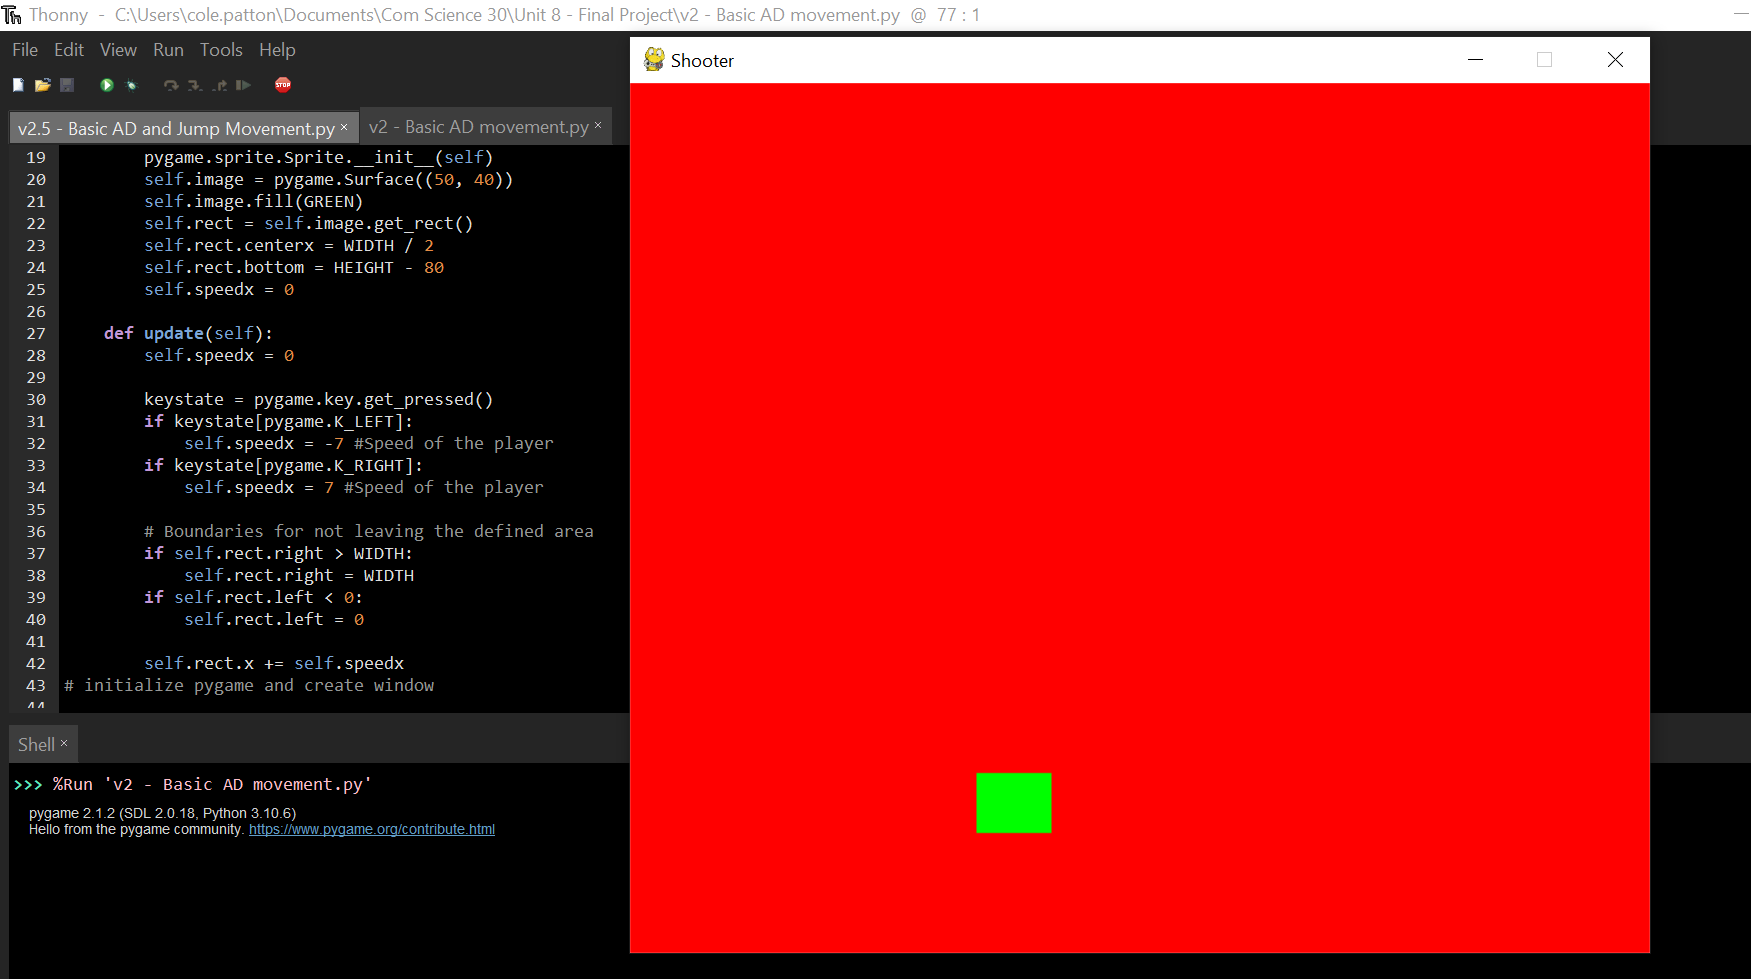 Thonny - C:\Users\cole.patton\Documents\Com Science 30\Unit 8 - Final Project\v2 - Basic AD movement.py @ 77 : 1
File Edit View Run Tools Help
STOP
v2.5 - Basic AD and Jump Movement.py × v2 - Basic AD movement.py ×
19 pygame.sprite.Sprite.__init__(self)
20 self.image = pygame.Surface((50, 40))
21 self.image.fill(GREEN)
22 self.rect = self.image.get_rect()
23 self.rect.centerx = WIDTH / 2
24 self.rect.bottom = HEIGHT - 80
25 self.speedx = 0
26
27 def update(self):
28 self.speedx = 0
29
30 keystate = pygame.key.get_pressed()
31 if keystate[pygame.K_LEFT]:
32 self.speedx = -7 #Speed of the player
33 if keystate[pygame.K_RIGHT]:
34 self.speedx = 7 #Speed of the player
35
36 # Boundaries for not leaving the defined area
37 if self.rect.right > WIDTH:
38 self.rect.right = WIDTH
39 if self.rect.left < 0:
40 self.rect.left = 0
41
42 self.rect.x += self.speedx
43 # initialize pygame and create window
44
Shell ×
>>> %Run 'v2 - Basic AD movement.py'
pygame 2.1.2 (SDL 2.0.18, Python 3.10.6)
Hello from the pygame community. https://www.pygame.org/contribute.html
Shooter